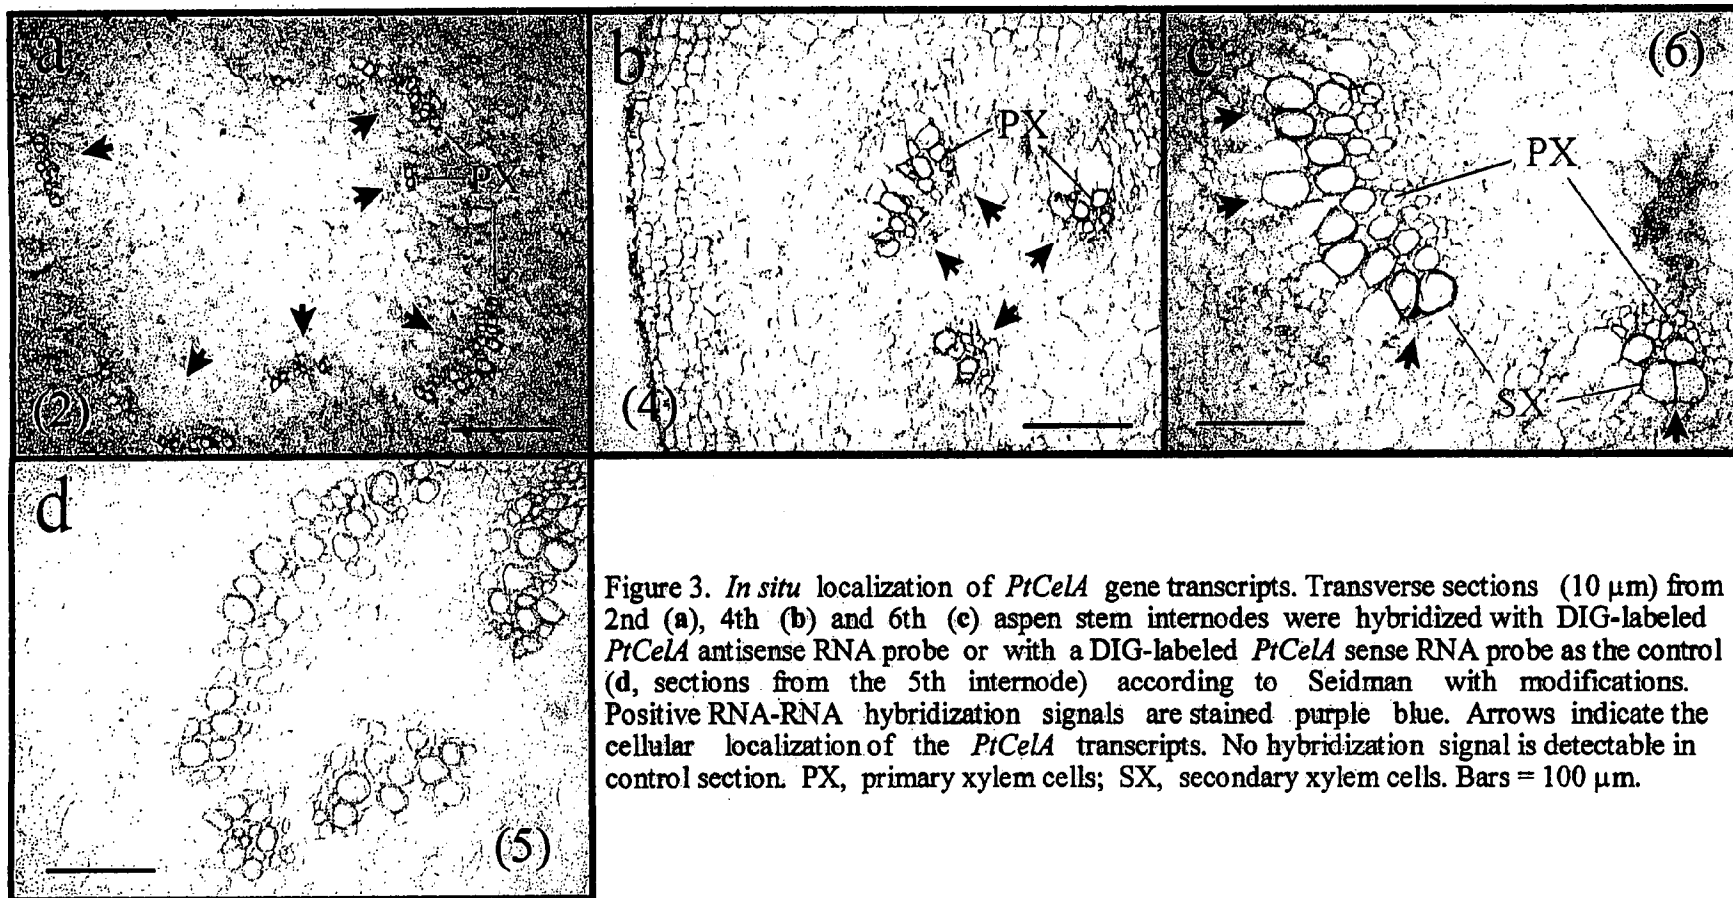 a
PX
(2)
b
PX
(4)
c
(6)
PX
SX
d
(5)
Figure 3. In situ localization of PtCelA gene transcripts. Transverse sections (10 µm) from
2nd (a), 4th (b) and 6th (c) aspen stem internodes were hybridized with DIG-labeled
PtCelA antisense RNA probe or with a DIG-labeled PtCelA sense RNA probe as the control
(d, sections from the 5th internode) according to Seidman with modifications.
Positive RNA-RNA hybridization signals are stained purple blue. Arrows indicate the
cellular localization of the PtCelA transcripts. No hybridization signal is detectable in
control section. PX, primary xylem cells; SX, secondary xylem cells. Bars = 100 µm.